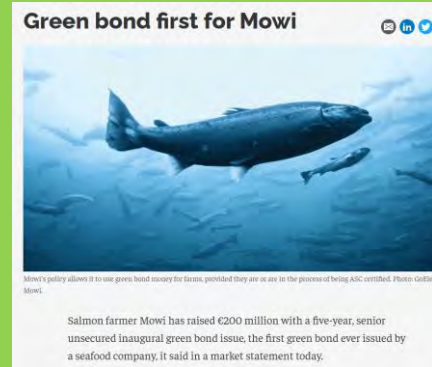 Green bond first for Mowi
in
Mowi's policy allows it to use green bond money for farms, provided they are or are in the process of being ASC certified. Photo:
Mowi.
Salmon farmer Mowi has raised €200 million with a five-year, senior
unsecured inaugural green bond issue, the first green bond ever issued by
a seafood company, it said in a market statement today.